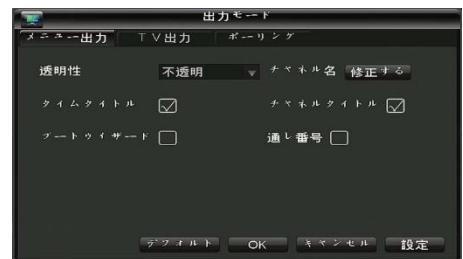 出力モード
メニュー出力 TV出力 ポーリング
透明性 不透明 チャネル名 修正する
タイムタイトル チャネルタイトル
ブートウィザード 通し番号
デフォルト OK キャンセル 設定